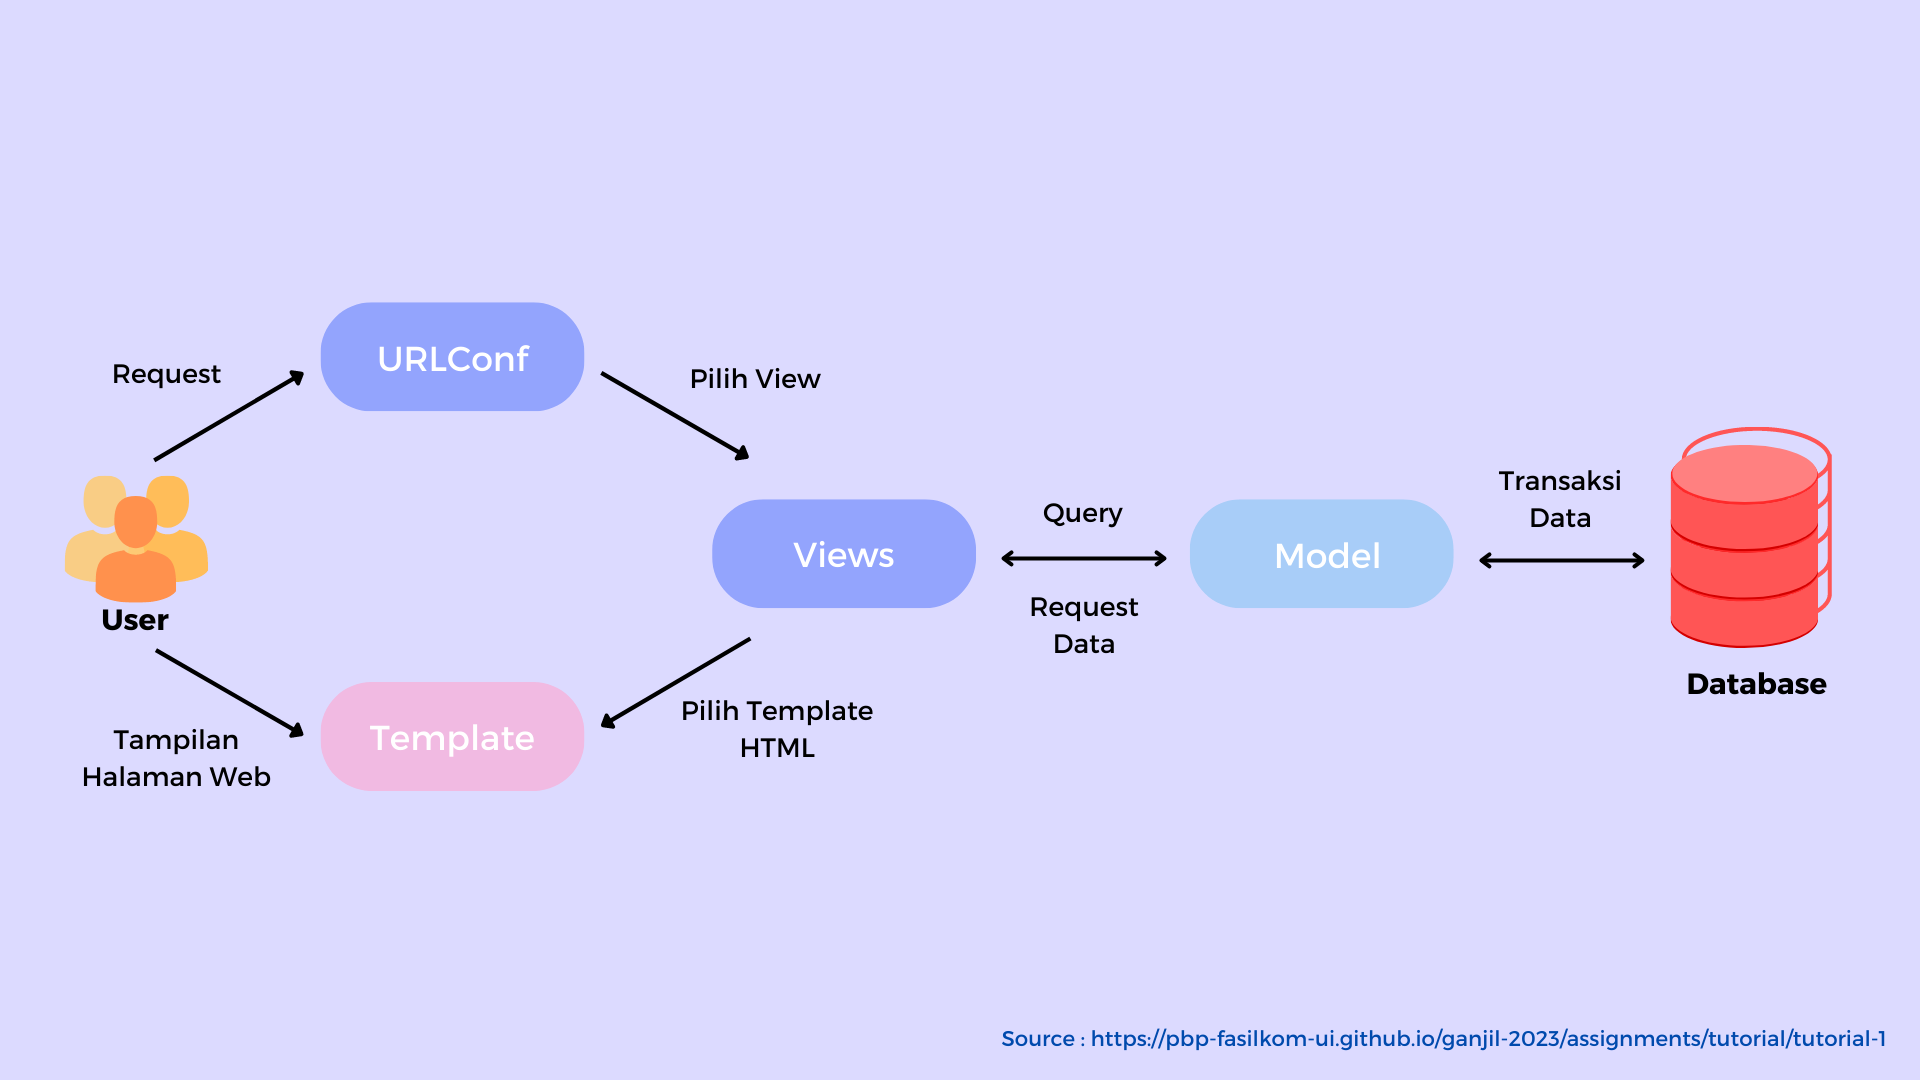 URLConf
Request
Pilih View
Transaksi
Data
Query
Views
Model
Request
Data
User
Database
Pilih Template
HTML
Template
Tampilan
Halaman Web
Source : https://pbp-fasilkom-ui.github.io/ganjil-2023/assignments/tutorial/tutorial-1